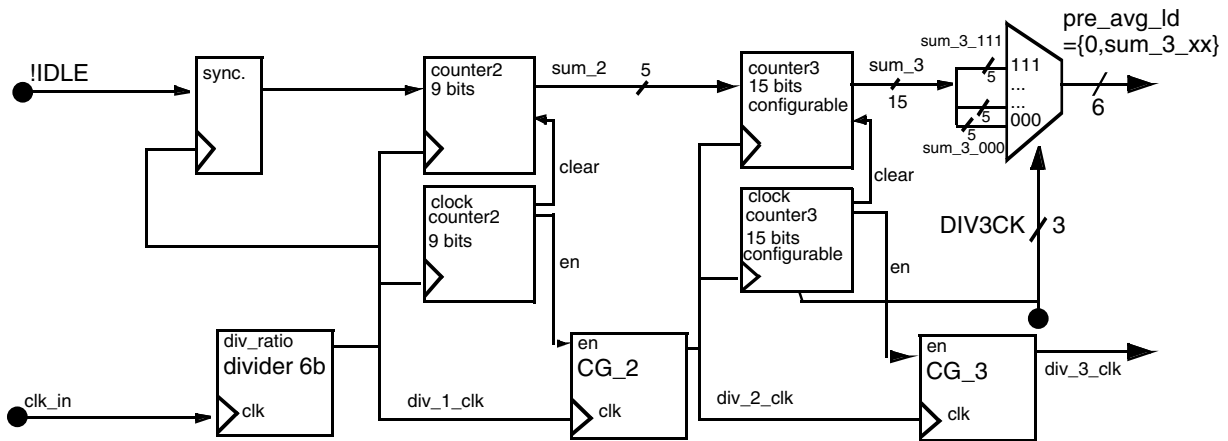 pre_avg_ld
={0,sum_3_xx}
!IDLE
sync.
counter2
9 bits
sum_2
5
counter3
15 bits
configurable
sum_3
15
sum_3_111
5
111
...
5
...
000
5
sum_3_000
6
clear
clear
clock
counter2
9 bits
en
clock
counter3
15 bits
configurable
en
DIV3CK
3
div_ratio
divider 6b
clk
clk_in
div_1_clk
en
CG_2
clk
div_2_clk
en
CG_3
clk
div_3_clk